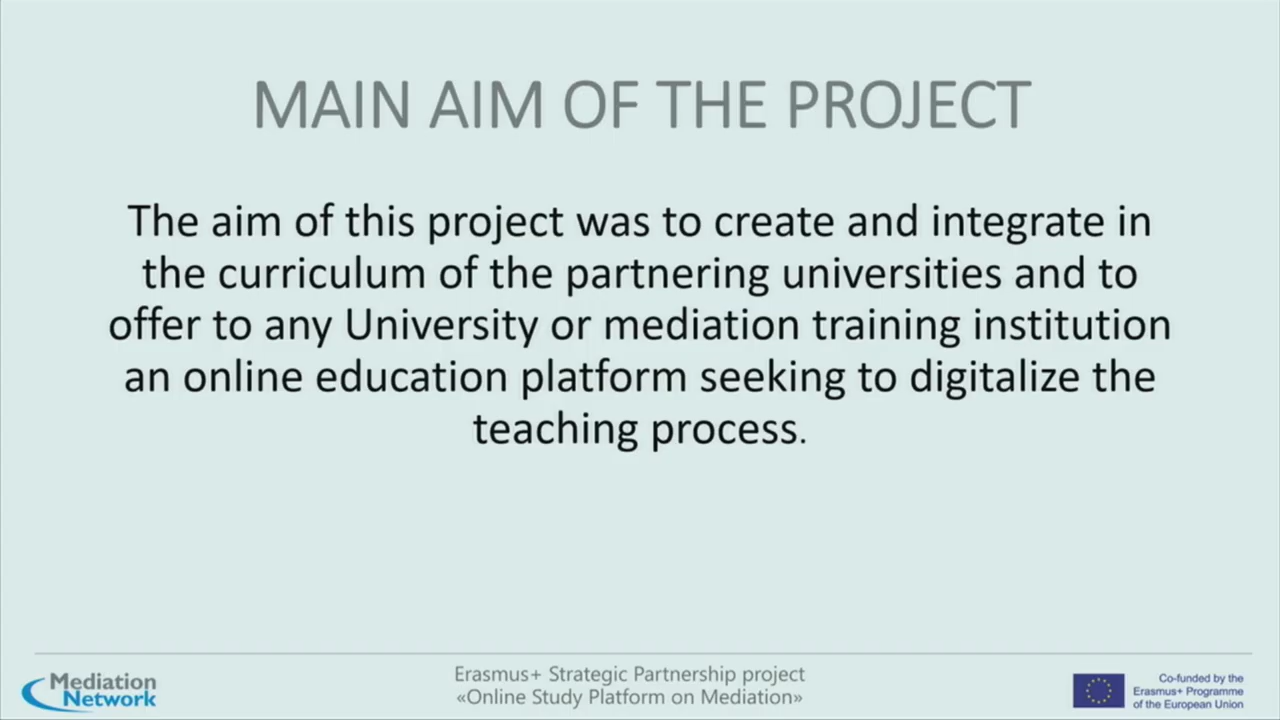 MAIN AIM OF THE PROJECT
The aim of this project was to create and integrate in
the curriculum of the partnering universities and to
offer to any University or mediation training institution
an online education platform seeking to digitalize the
teaching process.
Mediation
Network
Erasmus+ Strategic Partnership project
«Online Study Platform on Mediation»
Co-funded by the
Erasmus+ Programme
of the European Union